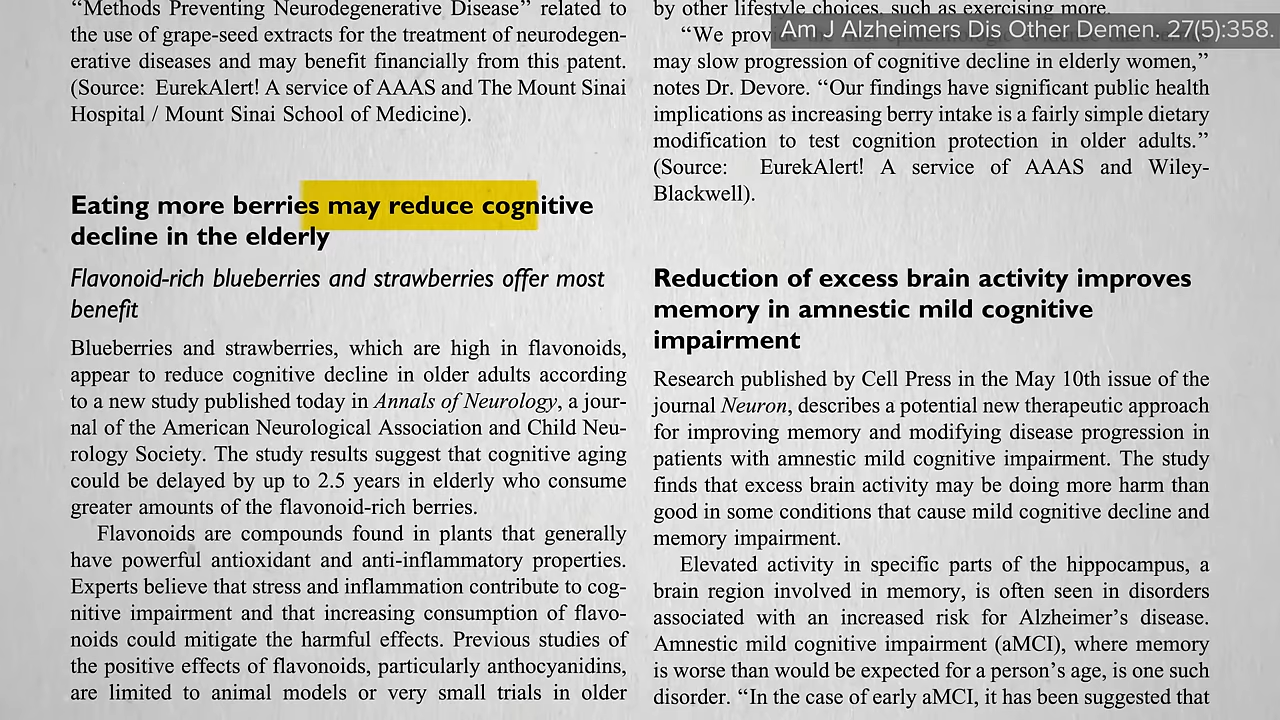 “Methods Preventing Neurodegenerative Disease” related to
the use of grape-seed extracts for the treatment of neurodegen-
erative diseases and may benefit financially from this patent.
(Source: EurekAlert! A service of AAAS and The Mount Sinai
Hospital / Mount Sinai School of Medicine).
Eating more berries may reduce cognitive
decline in the elderly
Flavonoid-rich blueberries and strawberries offer most
benefit
Blueberries and strawberries, which are high in flavonoids,
appear to reduce cognitive decline in older adults according
to a new study published today in Annals of Neurology, a jour-
nal of the American Neurological Association and Child Neu-
rology Society. The study results suggest that cognitive aging
could be delayed by up to 2.5 years in elderly who consume
greater amounts of the flavonoid-rich berries.
Flavonoids are compounds found in plants that generally
have powerful antioxidant and anti-inflammatory properties.
Experts believe that stress and inflammation contribute to cog-
nitive impairment and that increasing consumption of flavo-
noids could mitigate the harmful effects. Previous studies of
the positive effects of flavonoids, particularly anthocyanidins,
are limited to animal models or very small trials in older
by other lifestyle choices, such as exercising more.
Am J Alzheimers Dis Other Demen. 27(5):358.
“We
may slow progression of cognitive decline in elderly women,”
notes Dr. Devore. “Our findings have significant public health
implications as increasing berry intake is a fairly simple dietary
modification to test cognition protection in older adults.”
(Source: EurekAlert! A service of AAAS and Wiley-
Blackwell).
Reduction of excess brain activity improves
memory in amnestic mild cognitive
impairment
Research published by Cell Press in the May 10th issue of the
journal Neuron, describes a potential new therapeutic approach
for improving memory and modifying disease progression in
patients with amnestic mild cognitive impairment. The study
finds that excess brain activity may be doing more harm than
good in some conditions that cause mild cognitive decline and
memory impairment.
Elevated activity in specific parts of the hippocampus, a
brain region involved in memory, is often seen in disorders
associated with an increased risk for Alzheimer’s disease.
Amnestic mild cognitive impairment (aMCI), where memory
is worse than would be expected for a person’s age, is one such
disorder. “In the case of early aMCI, it has been suggested that